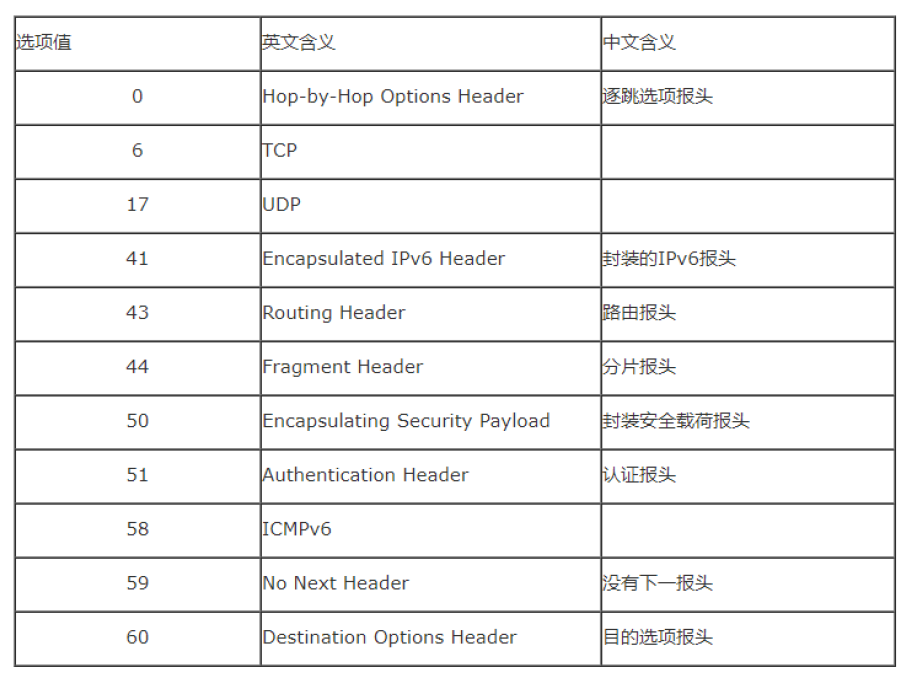 选项值 英文含义 中文含义
0 Hop-by-Hop Options Header 逐跳选项报头
6 TCP
17 UDP
41 Encapsulated IPv6 Header 封装的IPv6报头
43 Routing Header 路由报头
44 Fragment Header 分片报头
50 Encapsulating Security Payload 封装安全载荷报头
51 Authentication Header 认证报头
58 ICMPv6
59 No Next Header 没有下一报头
60 Destination Options Header 目的选项报头